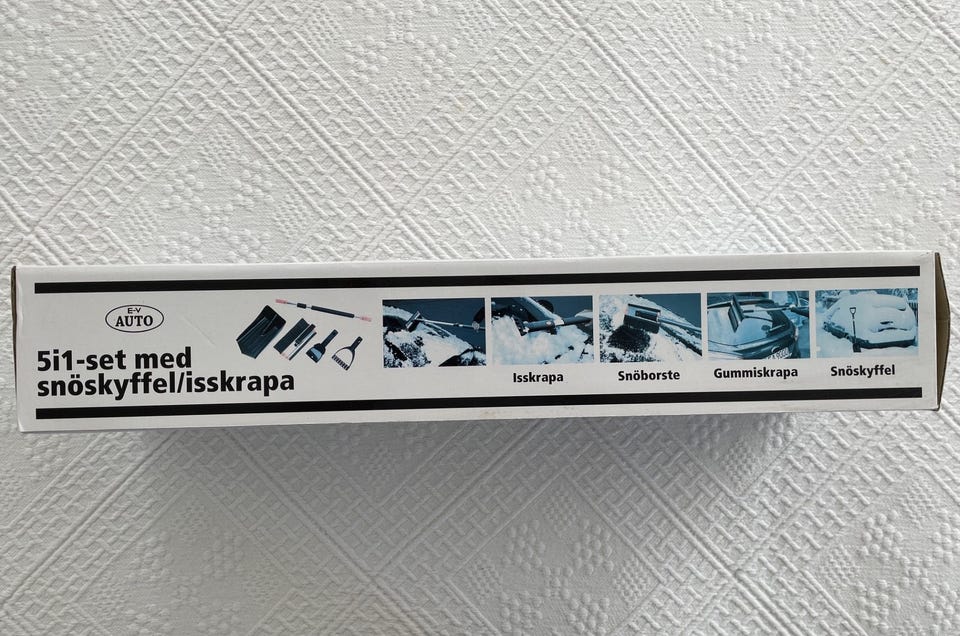 E-Y
AUTO
5i1-set med
snöskyffel/isskrapa
Isskrapa
Snöborste
Gummiskrapa
Snöskyffel